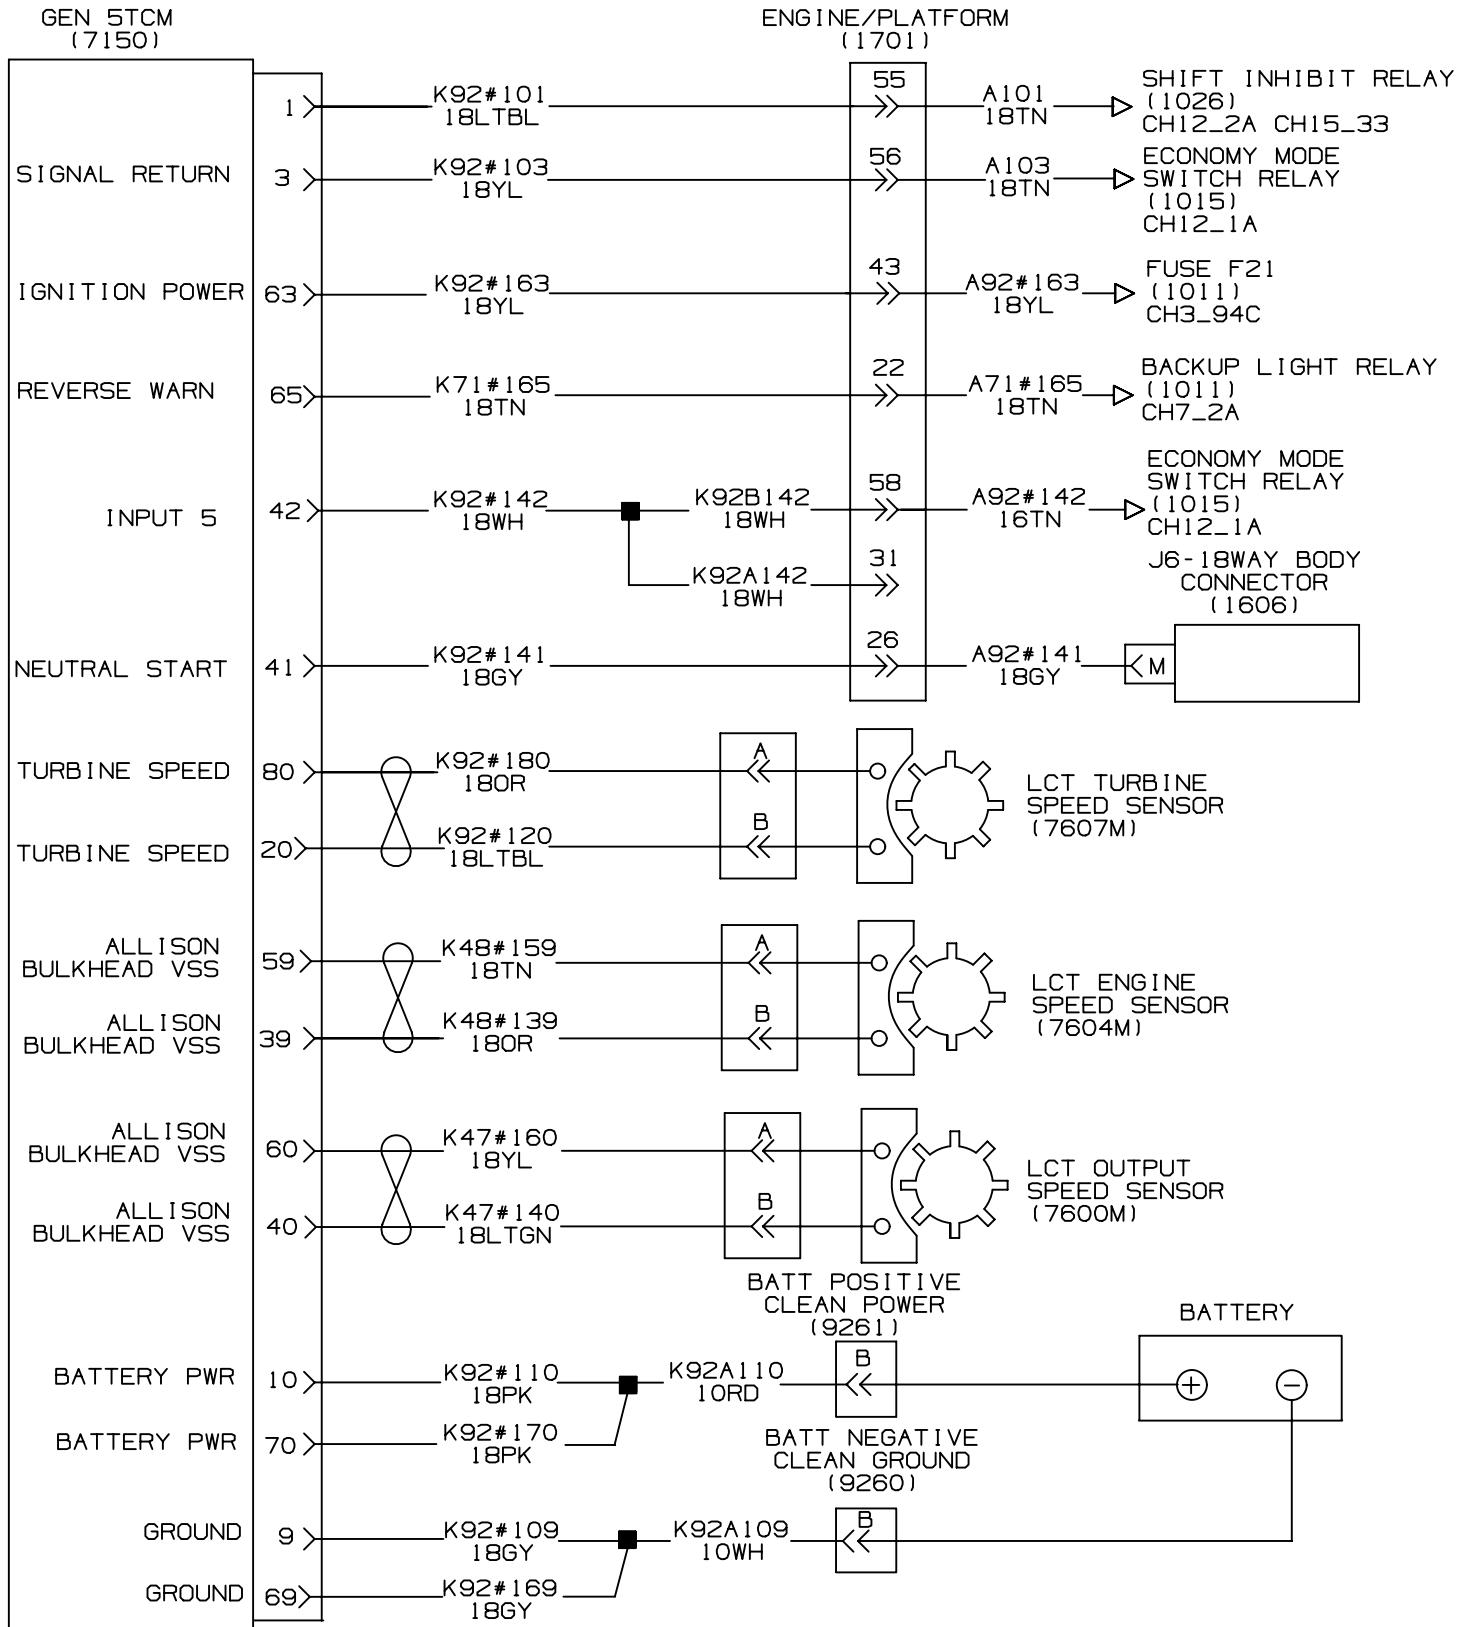 GEN 5TCM
(7150)
ENGINE/PLATFORM
(1701)
1
K92#101
18LTBL
55
A101
18TN
SHIFT INHIBIT RELAY
(1026)
CH12_2A CH15_33
SIGNAL RETURN
3
K92#103
18YL
56
A103
18TN
ECONOMY MODE
SWITCH RELAY
(1015)
CH12_1A
IGNITION POWER
63
K92#163
18YL
43
A92#163
18YL
FUSE F21
(1011)
CH3_94C
REVERSE WARN
65
K71#165
18TN
22
A71#165
18TN
BACKUP LIGHT RELAY
(1011)
CH7_2A
INPUT 5
42
K92#142
18WH
K92B142
18WH
58
A92#142
16TN
ECONOMY MODE
SWITCH RELAY
(1015)
CH12_1A
K92A142
18WH
31
J6-18WAY BODY
CONNECTOR
(1606)
NEUTRAL START
41
K92#141
18GY
26
A92#141
18GY
M
TURBINE SPEED
80
K92#180
18OR
A
TURBINE SPEED
20
K92#120
18LTBL
B
LCT TURBINE
SPEED SENSOR
(7607M)
ALLISON
BULKHEAD VSS
59
K48#159
18TN
A
ALLISON
BULKHEAD VSS
39
K48#139
18OR
B
LCT ENGINE
SPEED SENSOR
(7604M)
ALLISON
BULKHEAD VSS
60
K47#160
18YL
A
ALLISON
BULKHEAD VSS
40
K47#140
18LTGN
B
LCT OUTPUT
SPEED SENSOR
(7600M)
BATT POSITIVE
CLEAN POWER
(9261)
BATTERY
BATTERY PWR
10
K92#110
18PK
K92A110
10RD
B
+
−
BATTERY PWR
70
K92#170
18PK
BATT NEGATIVE
CLEAN GROUND
(9260)
GROUND
9
K92#109
18GY
K92A109
10WH
B
GROUND
69
K92#169
18GY